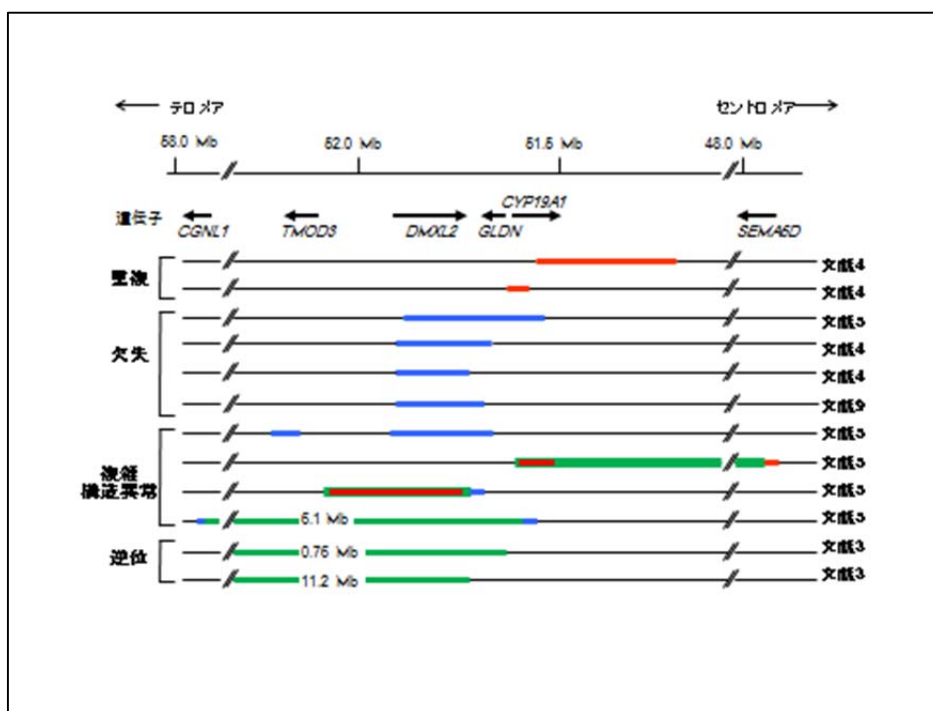 テロメア
セントロメア
58.0 Mb
52.0 Mb
51.5 Mb
48.0 Mb
遺伝子
CGNL1
TMOD3
DMXL2
GLDN
CYP19A1
SEMA6D
重複
文献4
文献4
欠失
文献5
文献4
文献4
文献9
複雑
構造異常
文献5
文献5
文献5
6.1 Mb
文献5
逆位
0.76 Mb
文献3
11.2 Mb
文献3